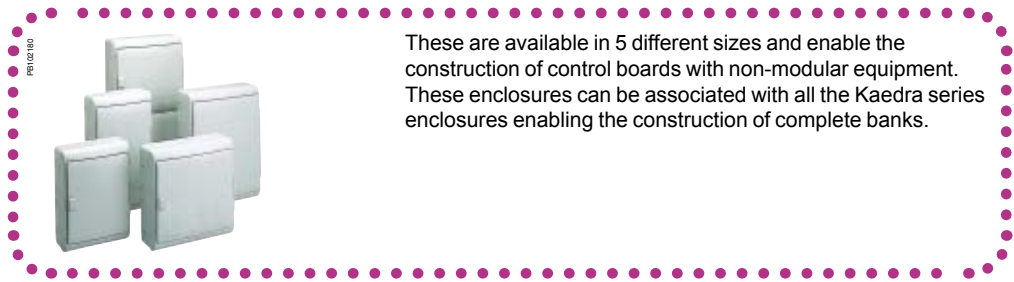 PB102180
These are available in 5 different sizes and enable the
construction of control boards with non-modular equipment.
These enclosures can be associated with all the Kaedra series
enclosures enabling the construction of complete banks.